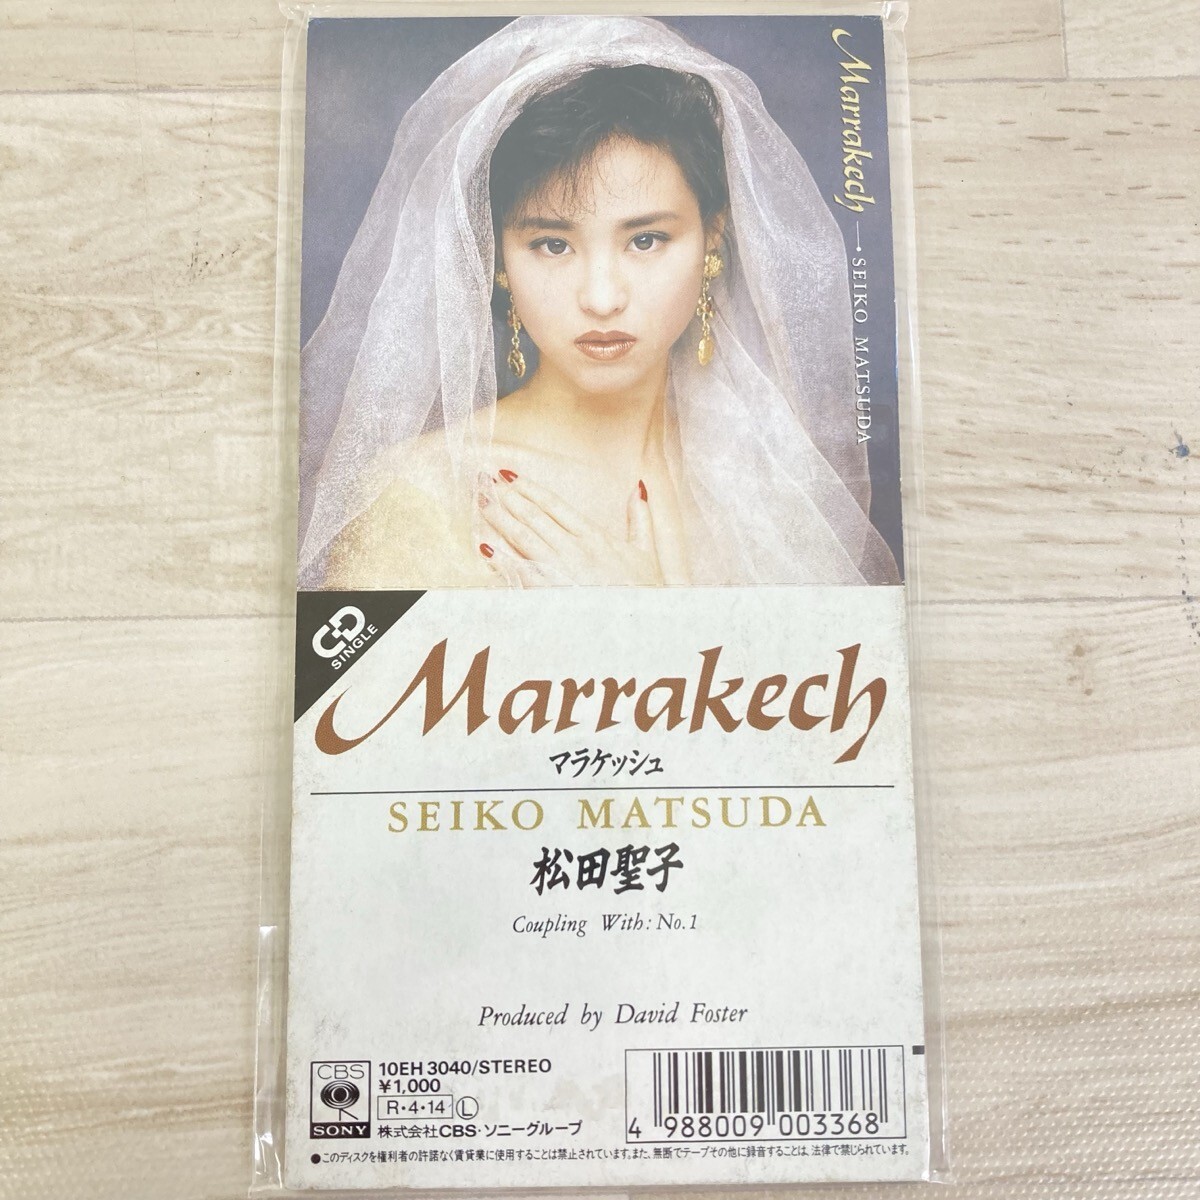 Marrakech — • SEIKO MATSUDA
CD
SINGLE
Marrakech
マラケッシュ
SEIKO MATSUDA
松田聖子
Coupling With: No.1
Produced by David Foster
CBS
SONY
10EH 3040/STEREO
¥1,000
R・4・14 Ⓛ
株式会社CBS・ソニーグループ
4 988009 003368
●このディスクを権利者の許諾なく賃貸業に使用することは禁止されています。また、無断でテープその他に録音することは、法律で禁じられています。